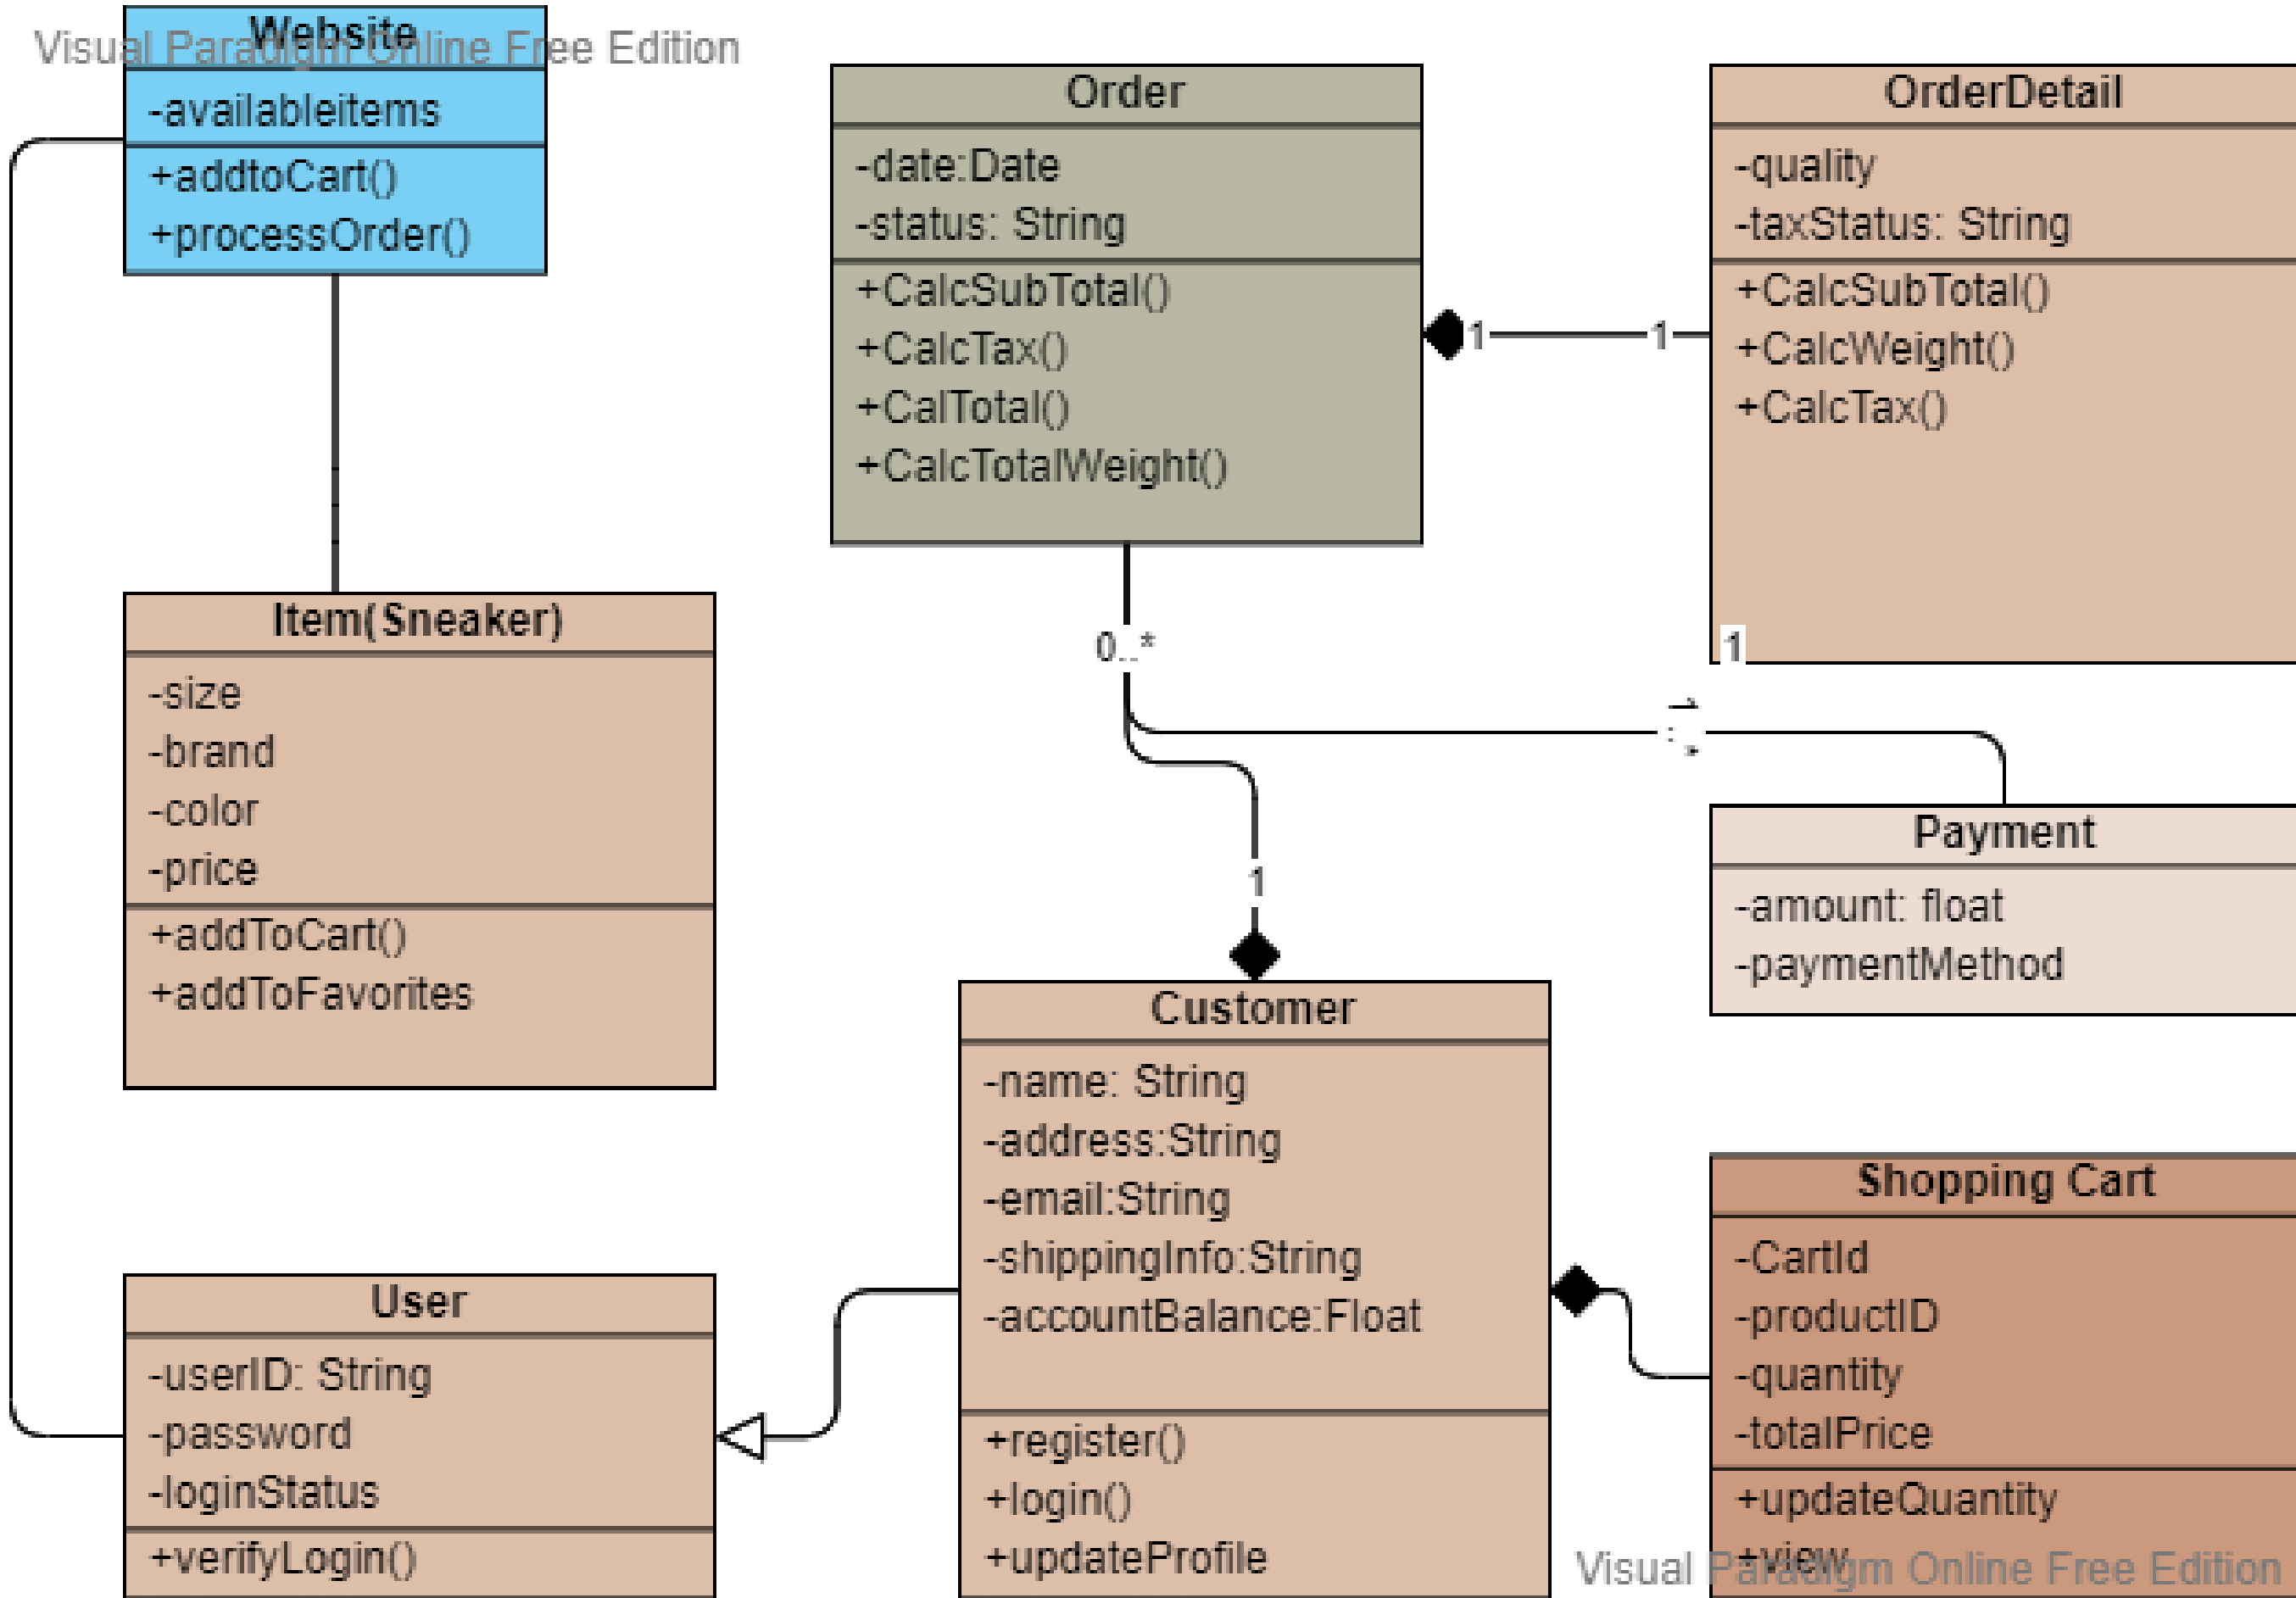 Website
Visual Paradigm Online Free Edition
-availableitems
+addtoCart()
+processOrder()
Order
-date:Date
-status: String
+CalcSubTotal()
+CalcTax()
+CalTotal()
+CalcTotalWeight()
OrderDetail
-quality
-taxStatus: String
+CalcSubTotal()
+CalcWeight()
+CalcTax()
1
1
1
0..*
1
Item(Sneaker)
-size
-brand
-color
-price
+addToCart()
+addToFavorites
Payment
-amount: float
-paymentMethod
Customer
-name: String
-address:String
-email:String
-shippingInfo:String
-accountBalance:Float
+register()
+login()
+updateProfile
Shopping Cart
-CartId
-productID
-quantity
-totalPrice
+updateQuantity
+view
User
-userID: String
-password
-loginStatus
+verifyLogin()
Visual Paradigm Online Free Edition